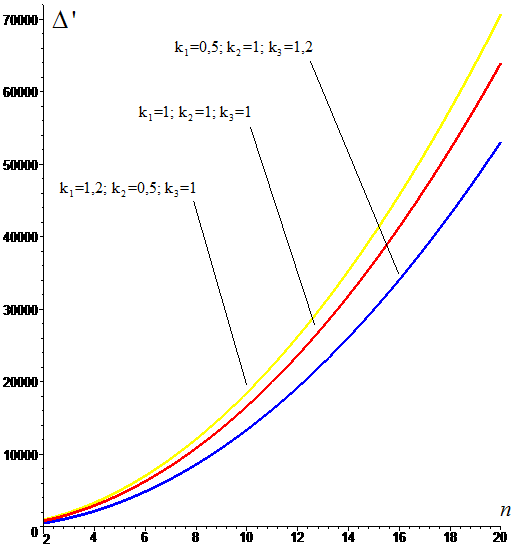 70000 Δ'
k₁=0,5; k₂=1; k₃=1,2
60000
k₁=1; k₂=1; k₃=1
50000
k₁=1,2; k₂=0,5; k₃=1
40000
30000
20000
10000
0 n
2 4 6 8 10 12 14 16 18 20